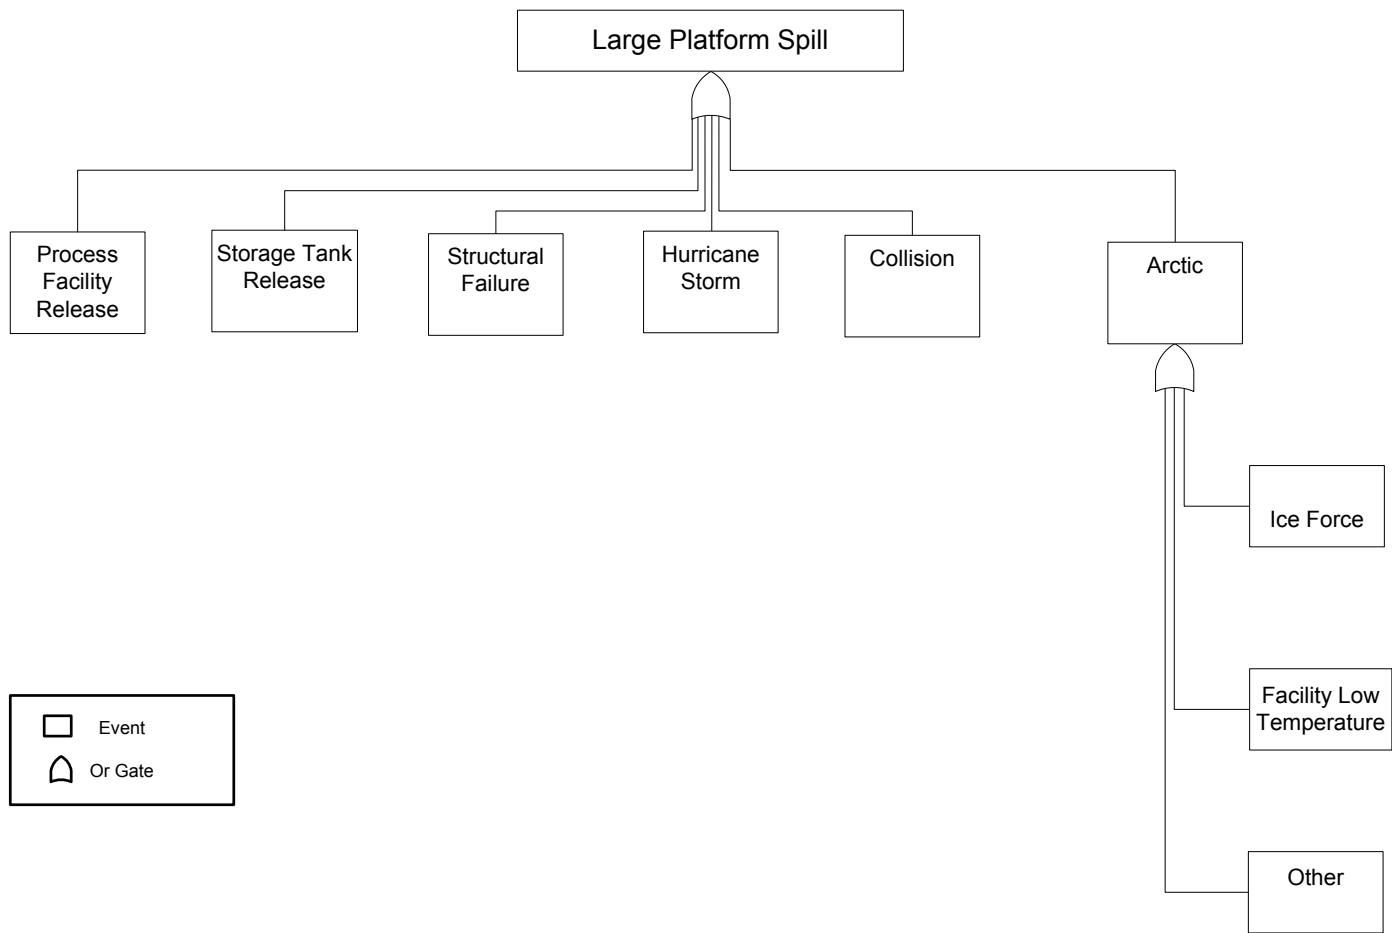 Large Platform Spill
Process
Facility
Release
Storage Tank
Release
Structural
Failure
Hurricane
Storm
Collision
Arctic
Ice Force
Facility Low
Temperature
Other
Event
Or Gate